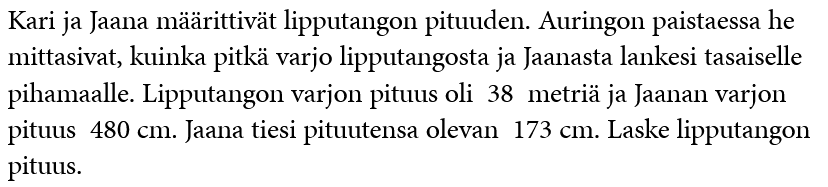 Kari ja Jaana määrittivät lipputangon pituuden. Auringon paistaessa he
mittasivat, kuinka pitkä varjo lipputangosta ja Jaanasta lankesi tasaiselle
pihamaalle. Lipputangon varjon pituus oli 38 metriä ja Jaanan varjon
pituus 480 cm. Jaana tiesi pituutensa olevan 173 cm. Laske lipputangon
pituus.